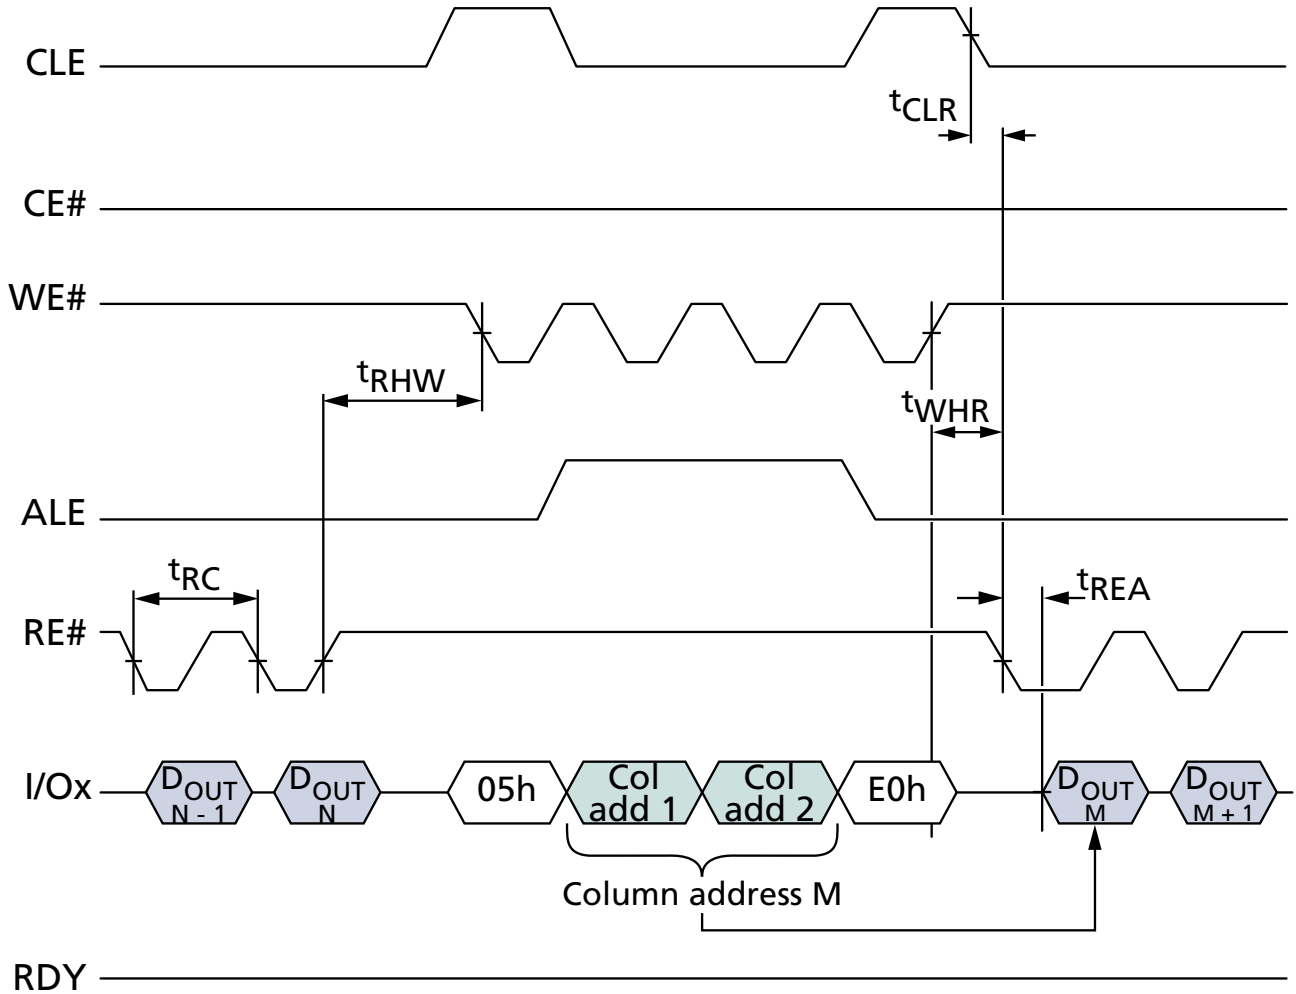 CLE
tCLR
CE#
WE#
tRHW
tWHR
ALE
tRC
tREA
RE#
I/Ox
DOUT
N - 1
DOUT
N
05h
Col
add 1
Col
add 2
E0h
DOUT
M
DOUT
M + 1
Column address M
RDY